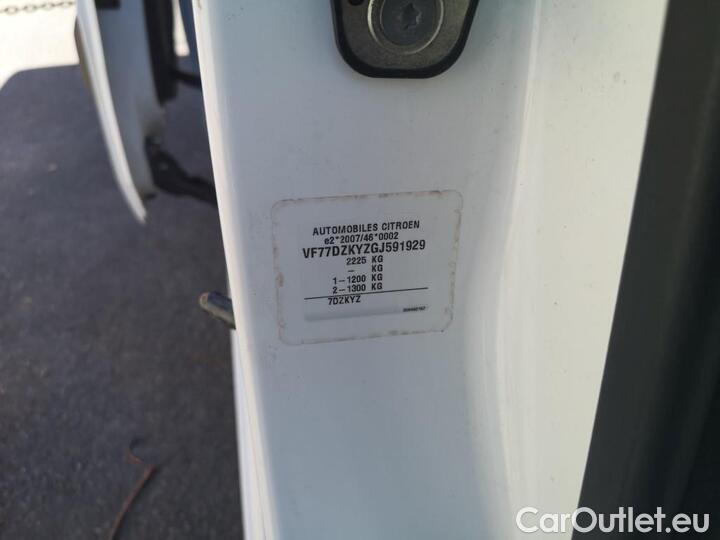 AUTOMOBILES CITROEN
e2*2007/46*0002
VF77DZKYZGJ591929
2225 KG
- KG
1-1200 KG
2-1300 KG
7DZKYZ
CarOutlet.eu